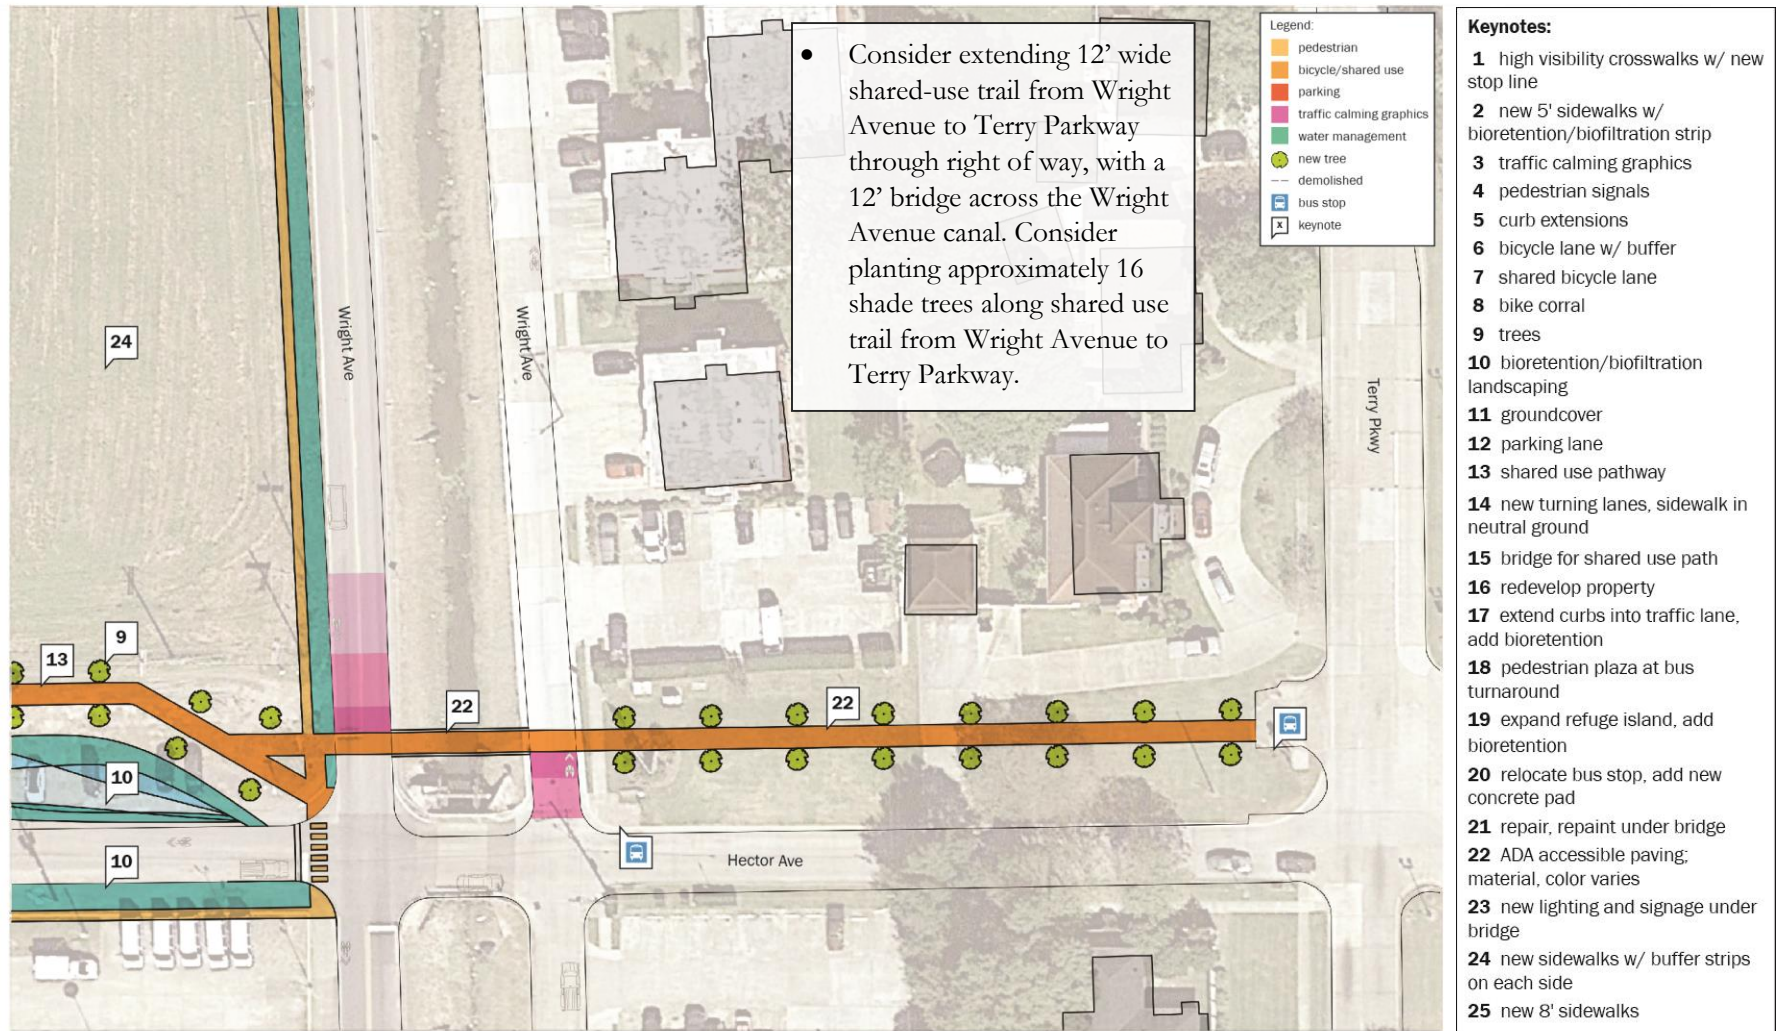 • Consider extending 12’ wide
shared-use trail from Wright
Avenue to Terry Parkway
through right of way, with a
12’ bridge across the Wright
Avenue canal. Consider
planting approximately 16
shade trees along shared use
trail from Wright Avenue to
Terry Parkway.
Legend:
pedestrian
bicycle/shared use
parking
traffic calming graphics
water management
new tree
demolished
bus stop
x keynote
24
Wright Ave
Wright Ave
Terry Pkwy
9
13
22
22
10
10
Hector Ave
Keynotes:
1 high visibility crosswalks w/ new
stop line
2 new 5' sidewalks w/
bioretention/biofiltration strip
3 traffic calming graphics
4 pedestrian signals
5 curb extensions
6 bicycle lane w/ buffer
7 shared bicycle lane
8 bike corral
9 trees
10 bioretention/biofiltration
landscaping
11 groundcover
12 parking lane
13 shared use pathway
14 new turning lanes, sidewalk in
neutral ground
15 bridge for shared use path
16 redevelop property
17 extend curbs into traffic lane,
add bioretention
18 pedestrian plaza at bus
turnaround
19 expand refuge island, add
bioretention
20 relocate bus stop, add new
concrete pad
21 repair, repaint under bridge
22 ADA accessible paving;
material, color varies
23 new lighting and signage under
bridge
24 new sidewalks w/ buffer strips
on each side
25 new 8' sidewalks